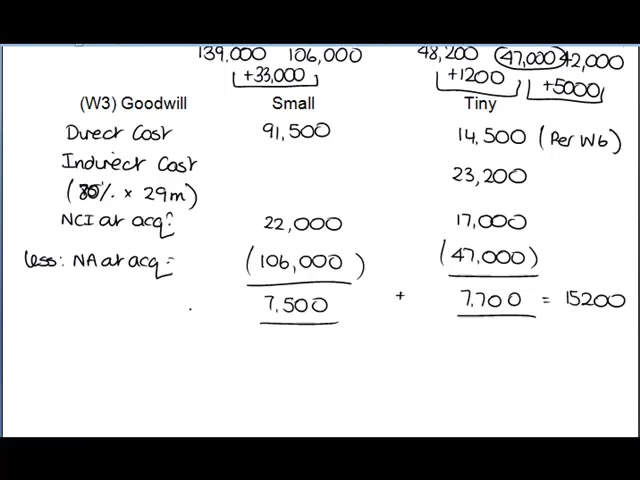 139,000 106,000 48,200 47,000 42,000
+33,000 +1200 +5000
(W3) Goodwill Small Tiny
Direct Cost 91,500 14,500 (Per W6)
Indirect Cost 23,200
(80% × 29m)
NCI at acq: 22,000 17,000
less: NA at acq: (106,000) (47,000)
7,500 + 7,700 = 15200